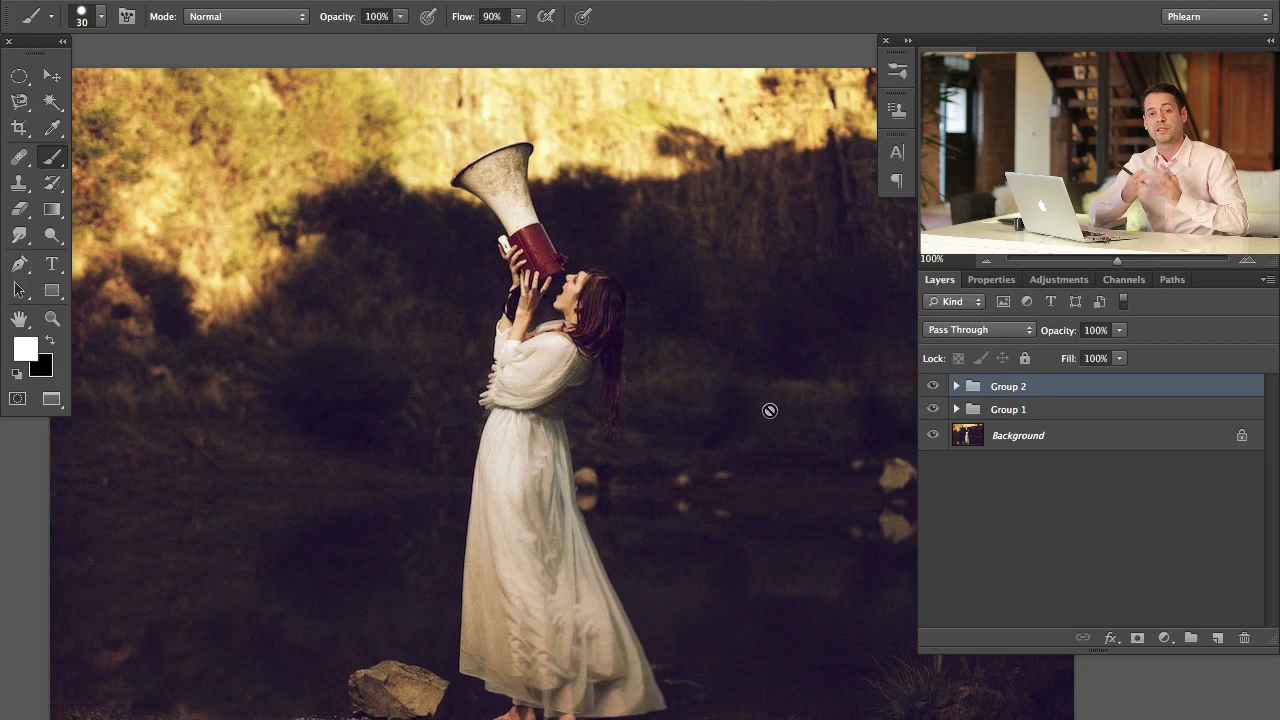 30 Mode: Normal Opacity: 100% Flow: 90% Phlearn
100%
Layers Properties Adjustments Channels Paths
Kind T
Pass Through Opacity: 100%
Lock: Fill: 100%
Group 2
Group 1
Background
fx
A
T